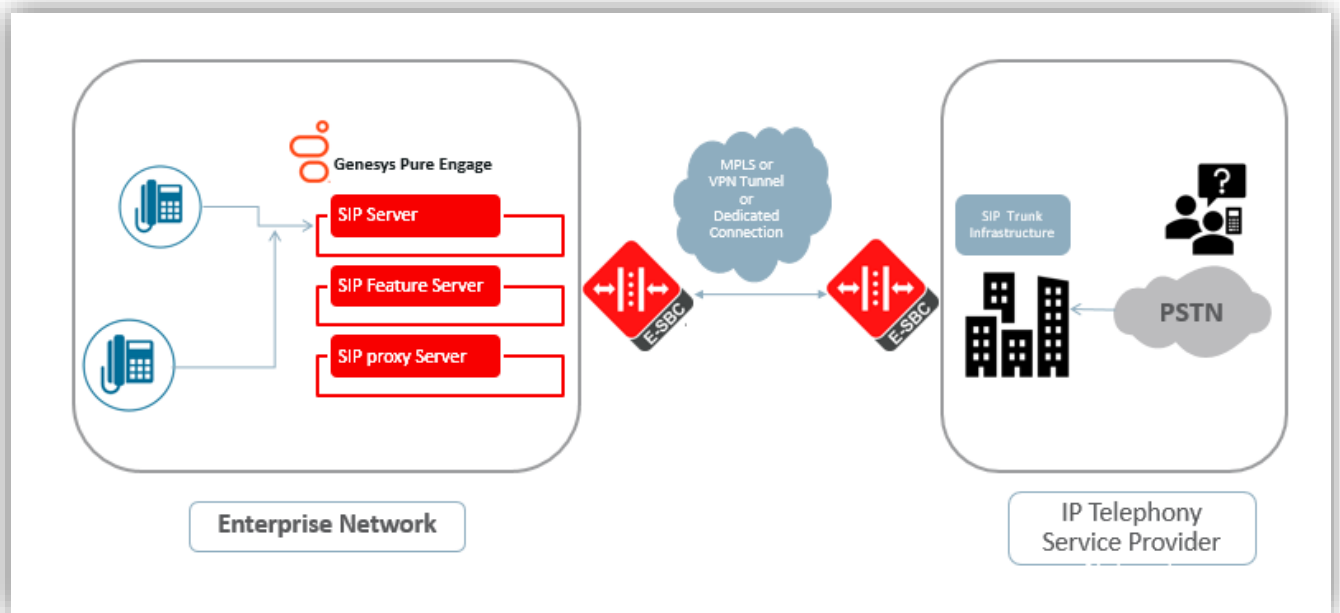 Genesys Pure Engage
SIP Server
SIP Feature Server
SIP proxy Server
E-SBC
MPLS or
VPN Tunnel
or
Dedicated
Connection
E-SBC
SIP Trunk
Infrastructure
?
PSTN
Enterprise Network
IP Telephony
Service Provider